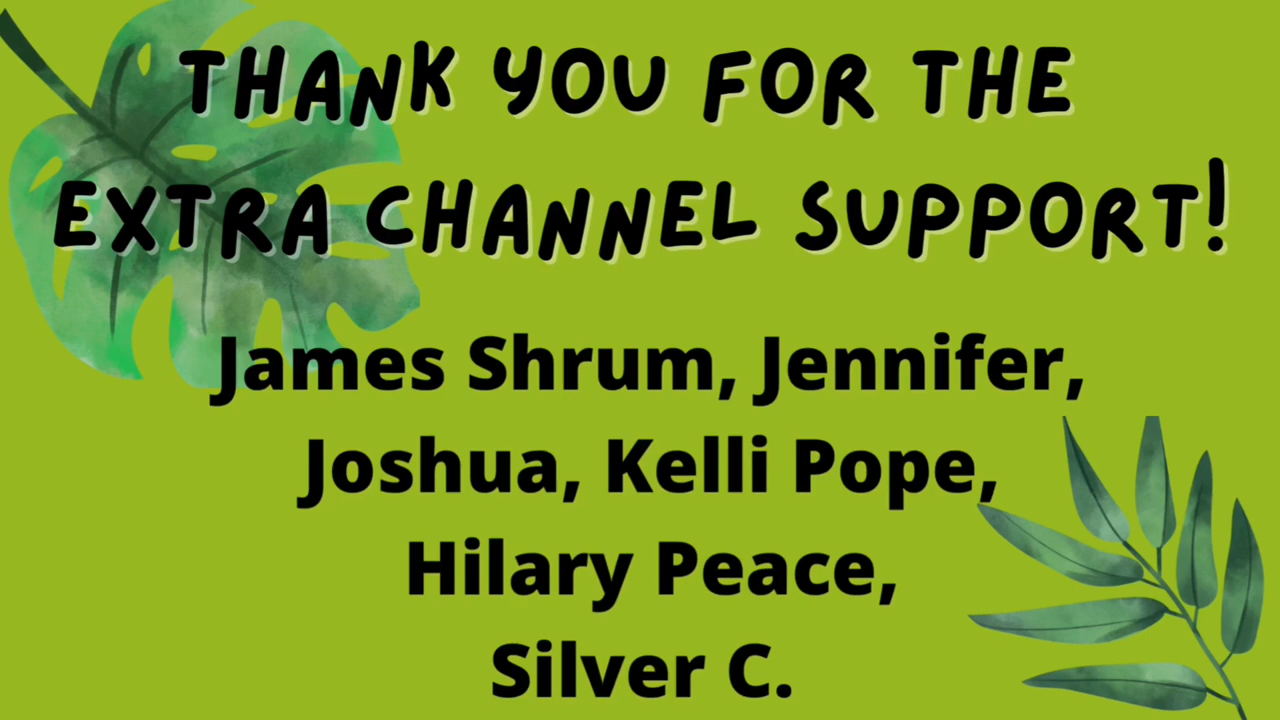 THANK YOU FOR THE
EXTRA CHANNEL SUPPORT!
James Shrum, Jennifer,
Joshua, Kelli Pope,
Hilary Peace,
Silver C.